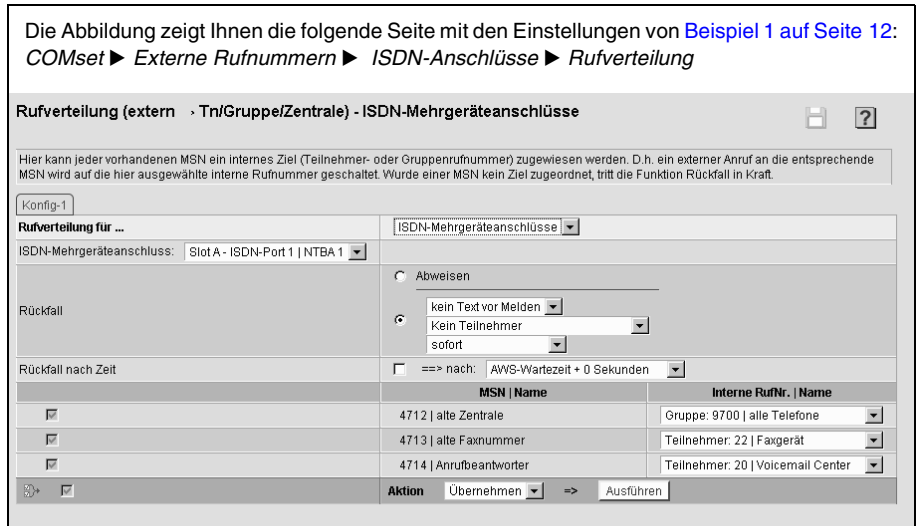 Die Abbildung zeigt Ihnen die folgende Seite mit den Einstellungen von Beispiel 1 auf Seite 12:
COMset ▶ Externe Rufnummern ▶ ISDN-Anschlüsse ▶ Rufverteilung
Rufverteilung (extern › Tn/Gruppe/Zentrale) - ISDN-Mehrgeräteanschlüsse
?
Hier kann jeder vorhandenen MSN ein internes Ziel (Teilnehmer- oder Gruppenrufnummer) zugewiesen werden. D.h. ein externer Anruf an die entsprechende
MSN wird auf die hier ausgewählte interne Rufnummer geschaltet. Wurde einer MSN kein Ziel zugeordnet, tritt die Funktion Rückfall in Kraft.
Konfig-1
Rufverteilung für ... ISDN-Mehrgeräteanschlüsse
ISDN-Mehrgeräteanschluss: Slot A - ISDN-Port 1 | NTBA 1
Abweisen
Rückfall
kein Text vor Melden
Kein Teilnehmer
sofort
Rückfall nach Zeit ==> nach: AWS-Wartezeit + 0 Sekunden
MSN | Name Interne RufNr. | Name
4712 | alte Zentrale Gruppe: 9700 | alle Telefone
4713 | alte Faxnummer Teilnehmer: 22 | Faxgerät
4714 | Anrufbeantworter Teilnehmer: 20 | Voicemail Center
Aktion Übernehmen => Ausführen